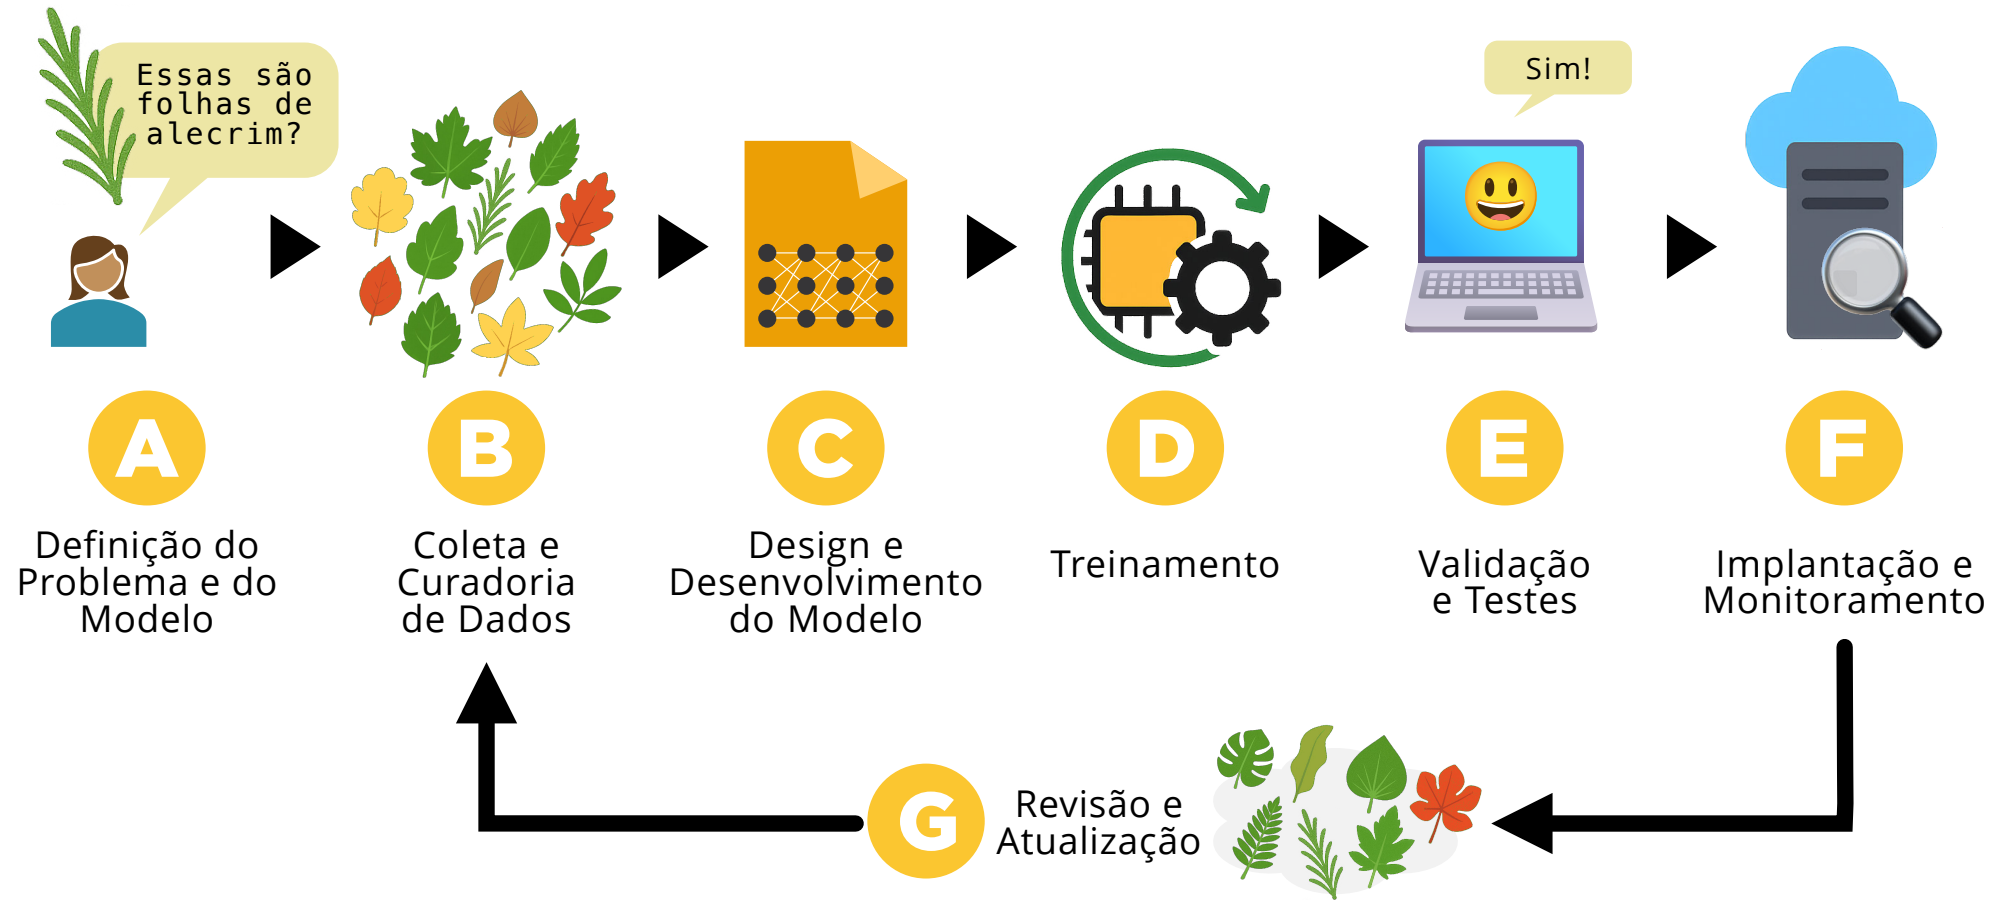 Essas são
folhas de
alecrim?
Sim!
A
Definição do
Problema e do
Modelo
B
Coleta e
Curadoria
de Dados
C
Design e
Desenvolvimento
do Modelo
D
Treinamento
E
Validação
e Testes
F
Implantação e
Monitoramento
G
Revisão e
Atualização